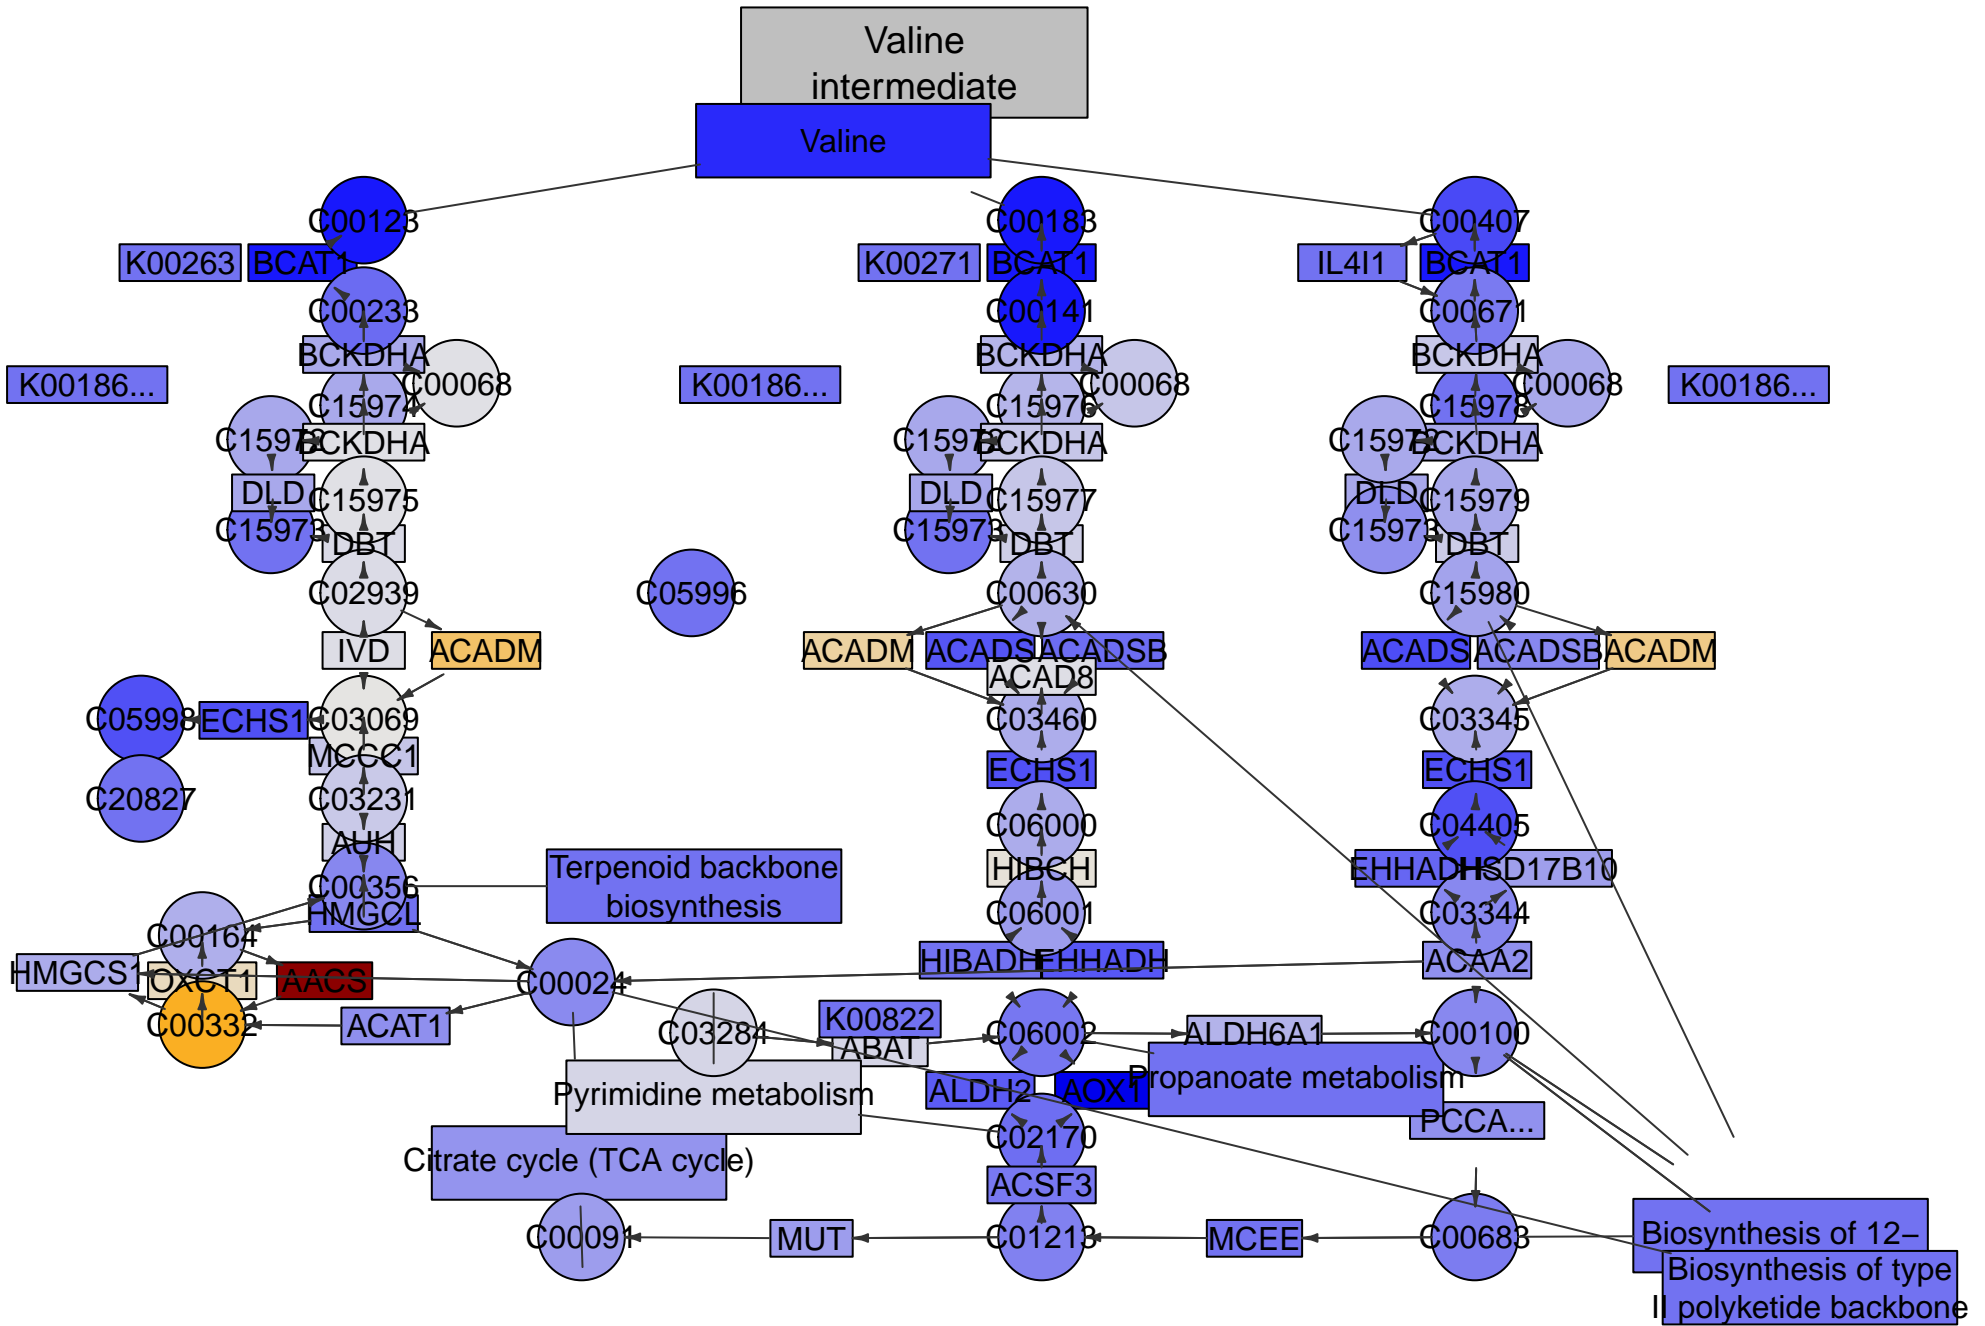 Valine
intermediate
Valine
C00123
C00183
C00407
K00263
BCAT1
K00271
BCAT1
IL4I1
BCAT1
C00233
C00141
C00671
BCKDHA
BCKDHA
BCKDHA
K00186...
C00068
K00186...
C00068
C00068
K00186...
C15974
C15976
C15978
C15972
BCKDHA
C15972
BCKDHA
C15972
BCKDHA
DLD
C15975
DLD
C15977
DLD
C15979
C15973
DBT
C15973
DBT
C15973
DBT
C02939
C05996
C00630
C15980
IVD
ACADM
ACADM
ACADS
ACADSB
ACADS
ACADSB
ACADM
ACAD8
C05998
ECHS1
C03069
C03460
C03345
MCCC1
ECHS1
ECHS1
C20827
C03231
C06000
C04405
AUH
HIBCH
EHHADH
HSD17B10
Terpenoid backbone
biosynthesis
C00356
HMGCL
C06001
C03344
C00164
HIBADH
EHHADH
ACAA2
HMGCS1
OXCT1
AACS
C00024
C00332
ACAT1
C03284
K00822
ABAT
C06002
ALDH6A1
C00100
Pyrimidine metabolism
ALDH2
AOX1
Propanoate metabolism
PCCA...
C02170
Citrate cycle (TCA cycle)
ACSF3
C00091
MUT
C01213
MCEE
C00683
Biosynthesis of 12−
Biosynthesis of type
II polyketide backbone